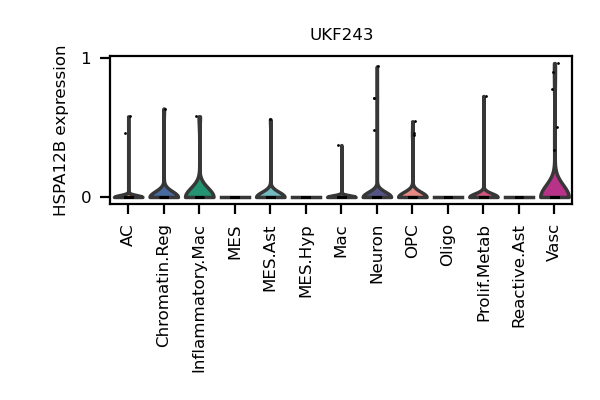 UKF243
HSPA12B expression
1
0
AC
Chromatin.Reg
Inflammatory.Mac
MES
MES.Ast
MES.Hyp
Mac
Neuron
OPC
Oligo
Prolif.Metab
Reactive.Ast
Vasc